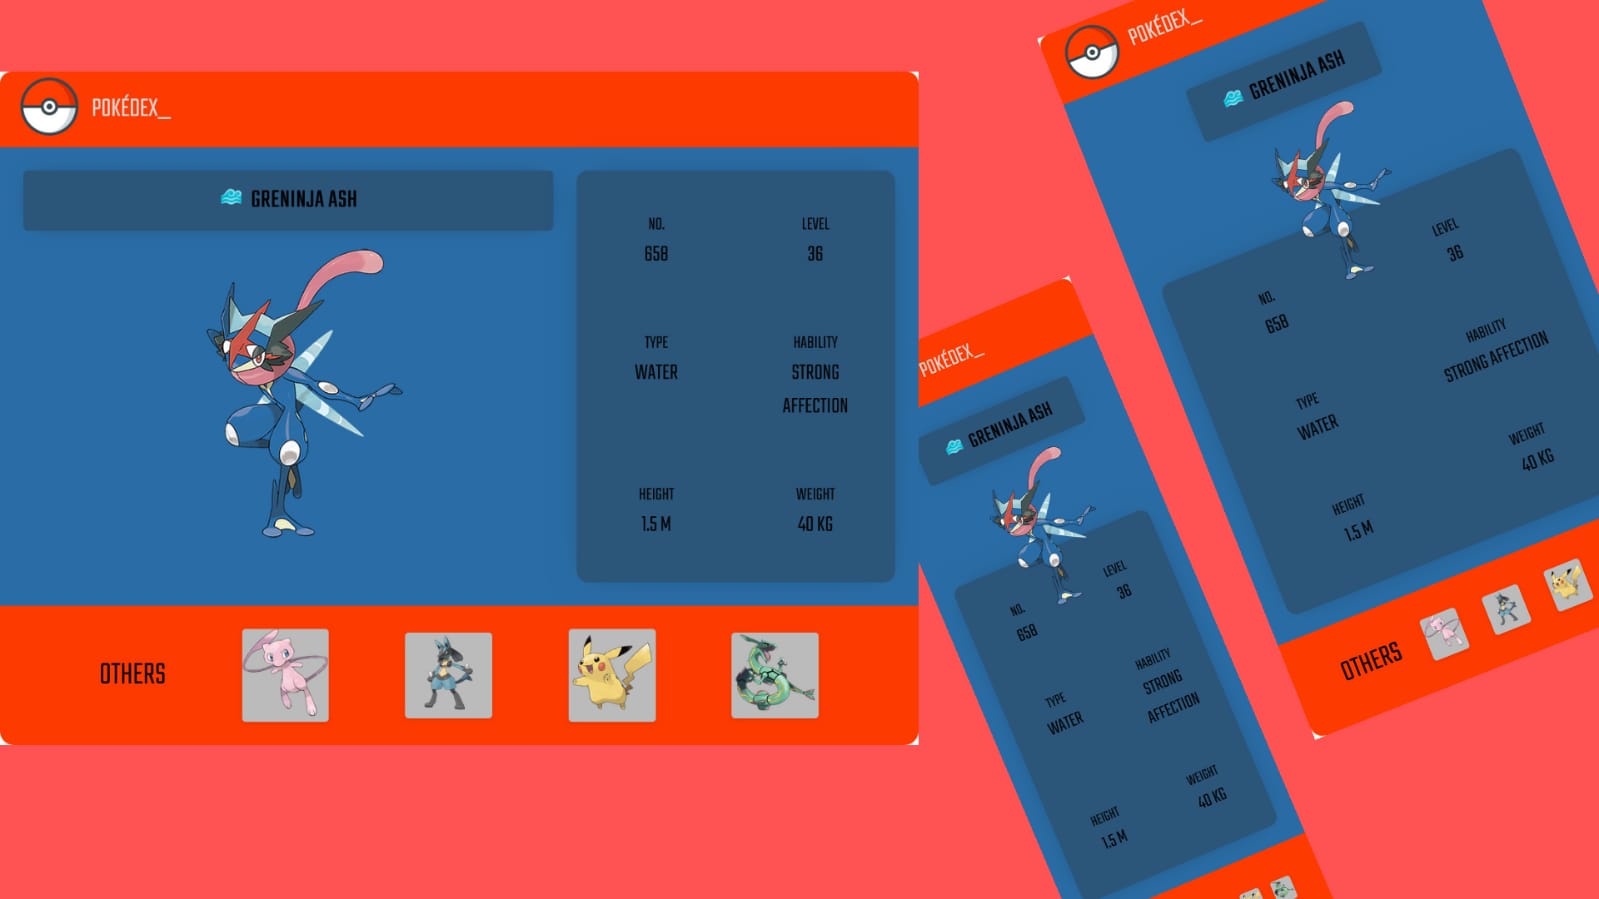 POKÉDEX_
GRENINJA ASH
NO.
658
LEVEL
36
TYPE
WATER
HABILITY
STRONG
AFFECTION
HEIGHT
1.5 M
WEIGHT
40 KG
OTHERS
POKÉDEX_
GRENINJA ASH
NO.
658
LEVEL
36
TYPE
WATER
HABILITY
STRONG
AFFECTION
HEIGHT
1.5 M
WEIGHT
40 KG
POKÉDEX_
GRENINJA ASH
NO.
658
LEVEL
36
TYPE
WATER
HABILITY
STRONG AFFECTION
HEIGHT
1.5 M
WEIGHT
40 KG
OTHERS